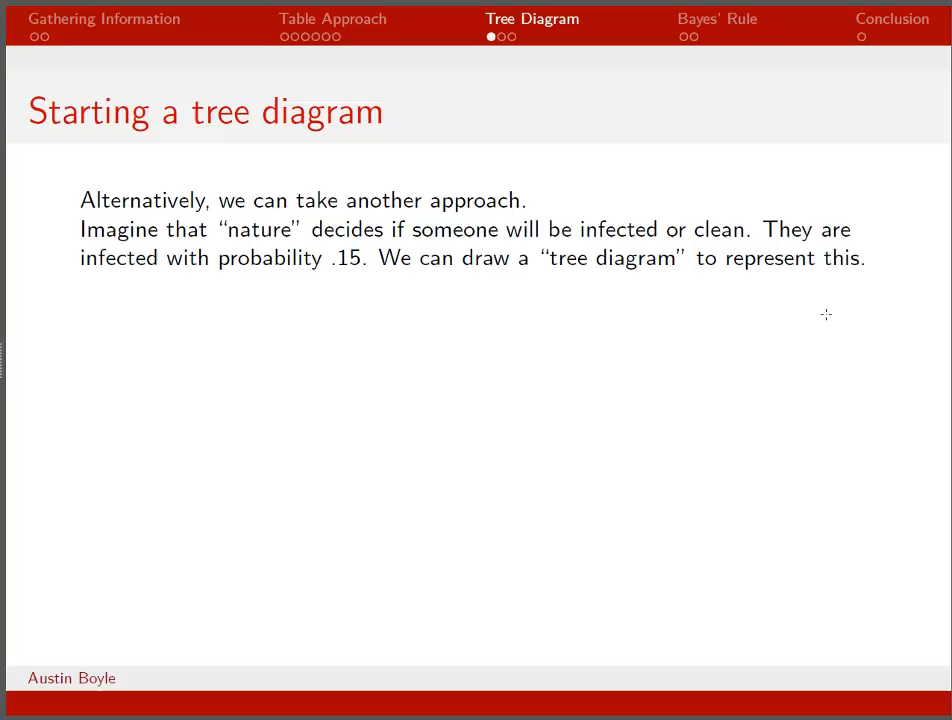 Gathering Information Table Approach Tree Diagram Bayes' Rule Conclusion
Starting a tree diagram
Alternatively, we can take another approach.
Imagine that “nature” decides if someone will be infected or clean. They are
infected with probability .15. We can draw a “tree diagram” to represent this.
Austin Boyle